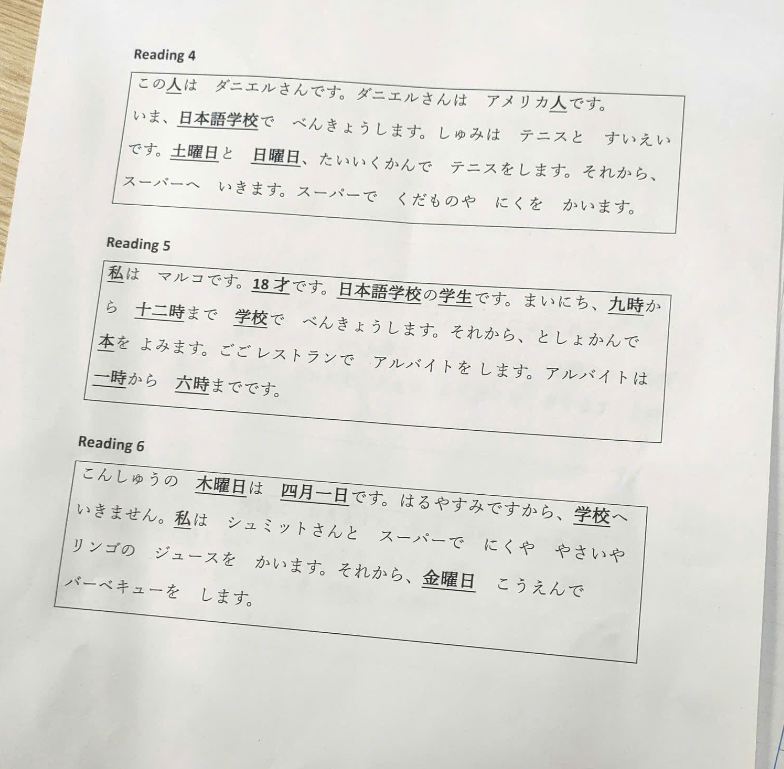 Reading 4
この人は　ダニエルさんです。ダニエルさんは　アメリカ人です。
いま、日本語学校で　べんきょうします。しゅみは　テニスと　すいえい
です。土曜日と　日曜日、たいいくかんで　テニスをします。それから、
スーパーへ　いきます。スーパーで　くだものや　にくを　かいます。
Reading 5
私は　マルコです。18才です。日本語学校の学生です。まいにち、九時か
ら　十二時まで　学校で　べんきょうします。それから、としょかんで
本を よみます。ごごレストランで　アルバイトを します。アルバイトは
一時から　六時までです。
Reading 6
こんしゅうの　木曜日は　四月一日です。はるやすみですから、学校へ
いきません。私は　シュミットさんと　スーパーで　にくや　やさいや
リンゴの　ジュースを　かいます。それから、金曜日　こうえんで
バーベキューを　します。